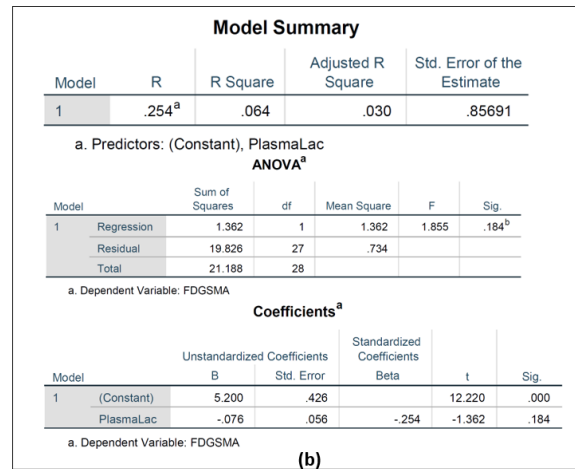 Model Summary
Model R R Square Adjusted R Square Std. Error of the Estimate
1 .254a .064 .030 .85691
a. Predictors: (Constant), PlasmaLac
ANOVAa
Model Sum of Squares df Mean Square F Sig.
1 Regression 1.362 1 1.362 1.855 .184b
Residual 19.826 27 .734
Total 21.188 28
a. Dependent Variable: FDGSMA
Coefficientsa
Unstandardized Coefficients Standardized Coefficients
Model B Std. Error Beta t Sig.
1 (Constant) 5.200 .426 12.220 .000
PlasmaLac -.076 .056 -.254 -1.362 .184
a. Dependent Variable: FDGSMA
(b)